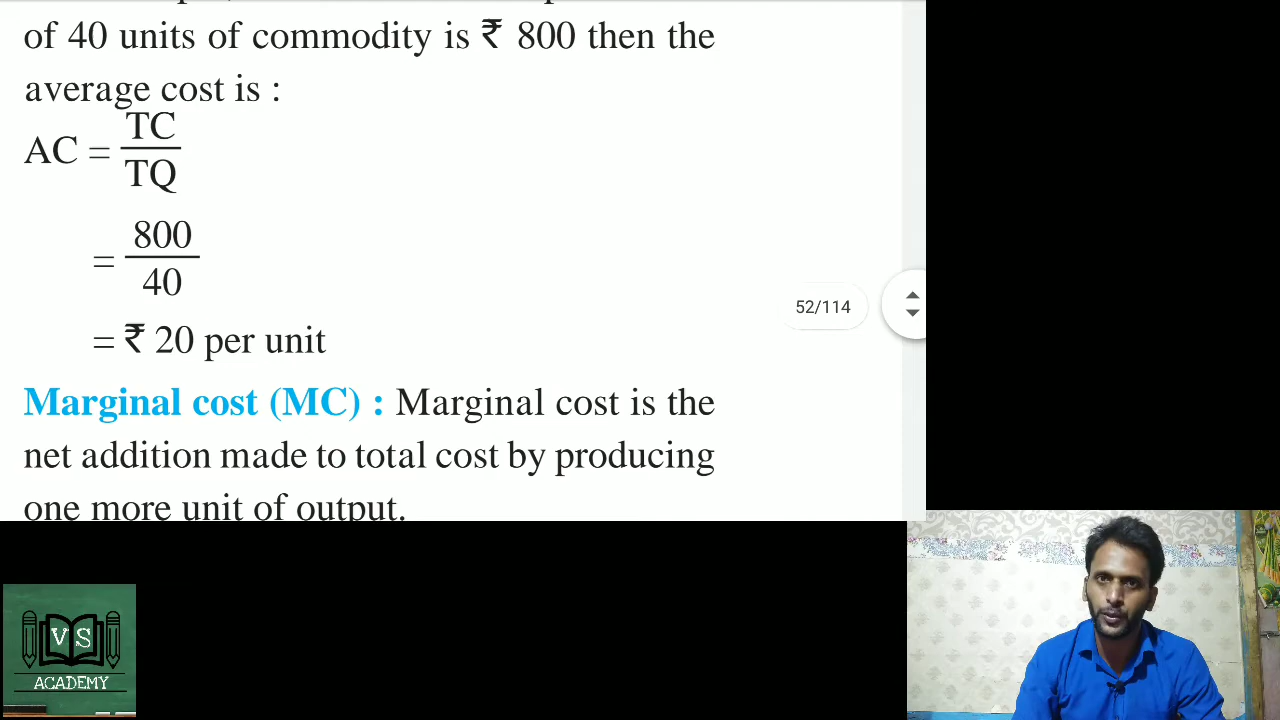 of 40 units of commodity is ₹ 800 then the
average cost is :
AC = TC
TQ
= 800
40
= ₹ 20 per unit
52/114
Marginal cost (MC) : Marginal cost is the
net addition made to total cost by producing
one more unit of output.
VS
ACADEMY